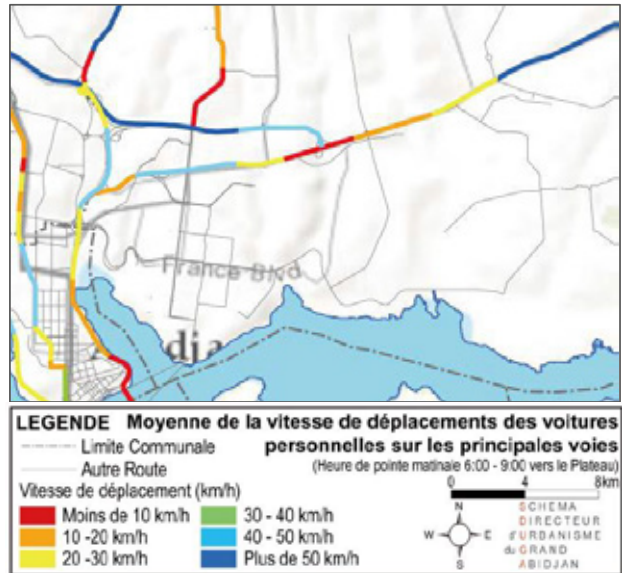 France Blvd
dja
LEGENDE Moyenne de la vitesse de déplacements des voitures
Limite Communale personnelles sur les principales voies
Autre Route (Heure de pointe matinale 6:00 - 9:00 vers le Plateau)
Vitesse de déplacement (km/h) 0 4 8km
Moins de 10 km/h 30 - 40 km/h
10 -20 km/h 40 - 50 km/h
20 -30 km/h Plus de 50 km/h
N
W E
S
SCHEMA
DIRECTEUR
d'URBANISME
du GRAND
ABIDJAN